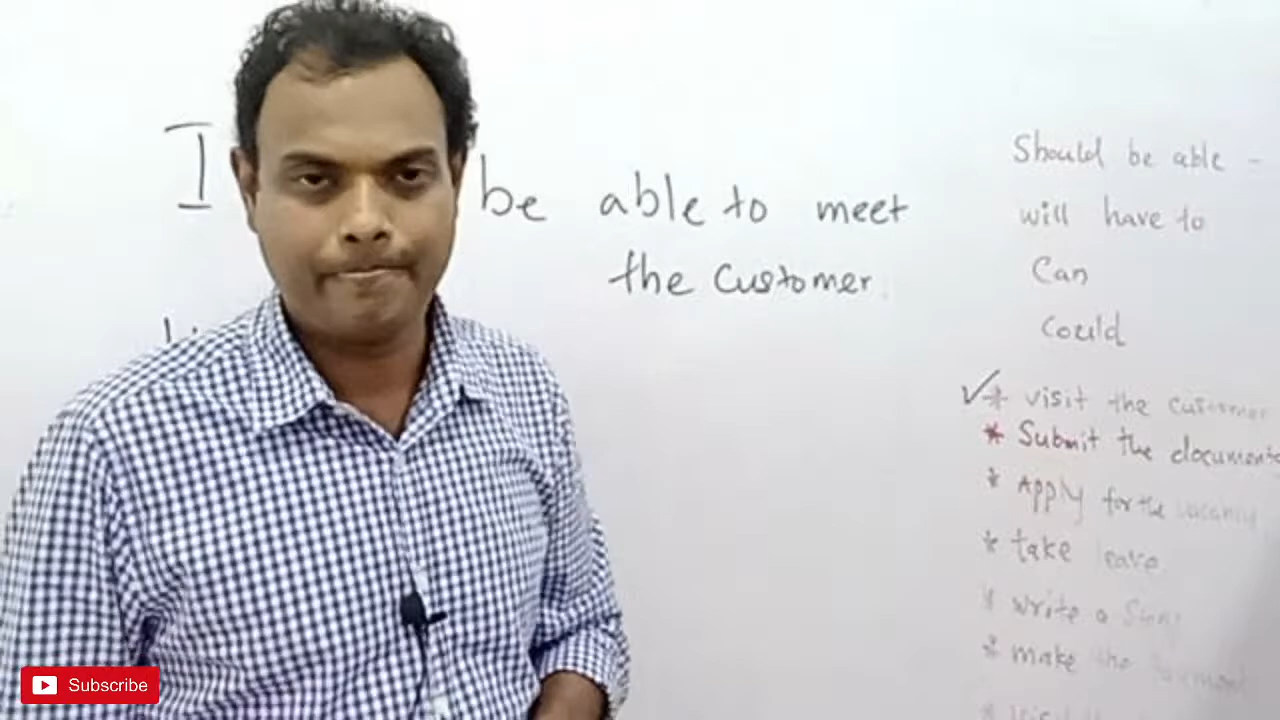 I be able to meet
the customer.
Should be able -
will have to
Can
Could
✓* visit the customer
* Submit the documents
* Apply for the vacancy
* take leave
* write a
* make the payment
Subscribe